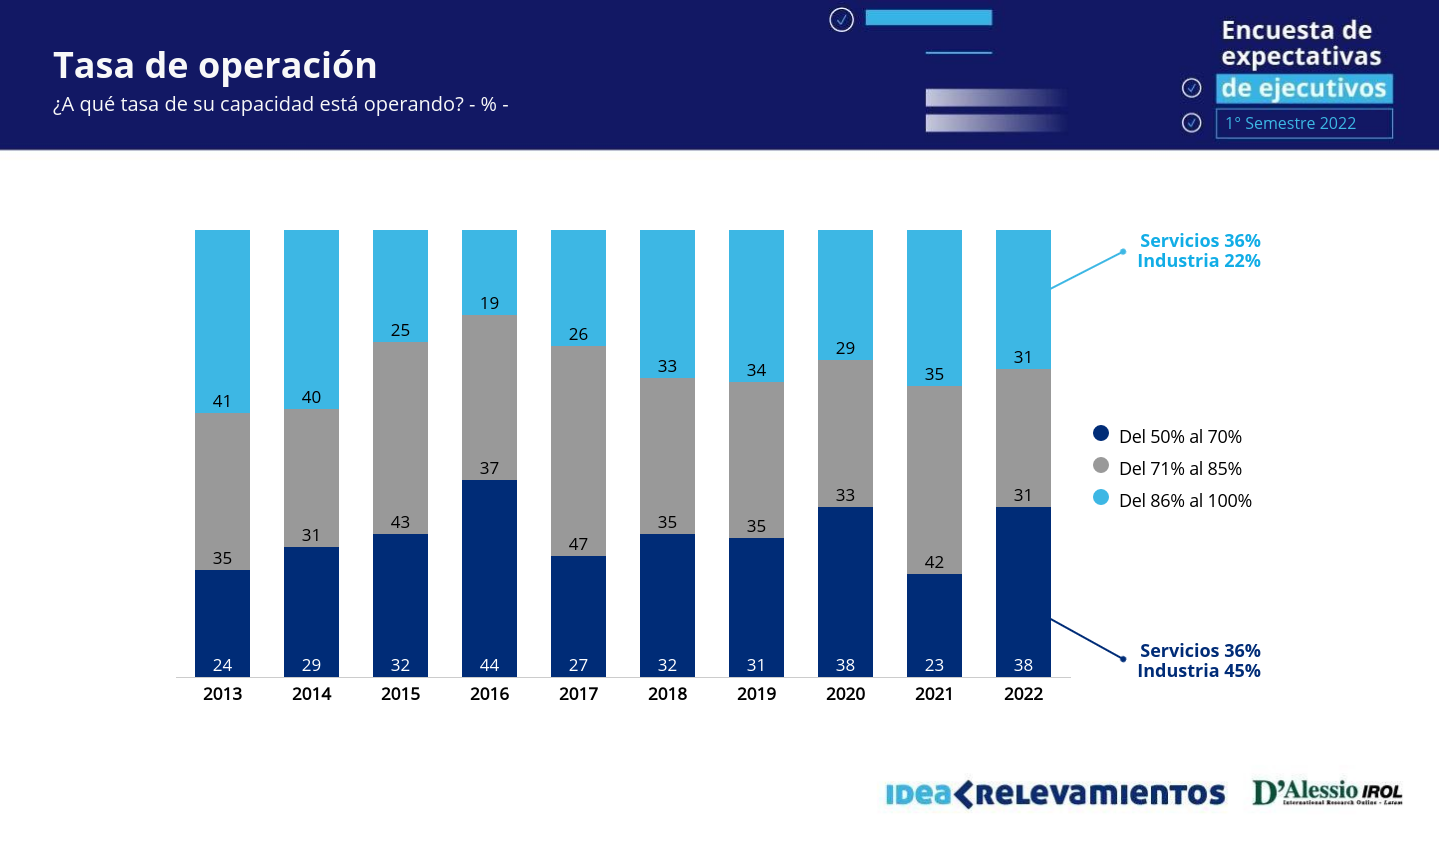 Tasa de operación
¿A qué tasa de su capacidad está operando? - % -
Encuesta de
expectativas
de ejecutivos
1° Semestre 2022
41
40
25
19
26
33
34
29
35
31
35
31
43
37
47
35
35
33
42
31
24
29
32
44
27
32
31
38
23
38
2013
2014
2015
2016
2017
2018
2019
2020
2021
2022
Servicios 36%
Industria 22%
Del 50% al 70%
Del 71% al 85%
Del 86% al 100%
Servicios 36%
Industria 45%
IDea RELEVAMIENTOS
D'Alessio IROL
International Research Online - Latam